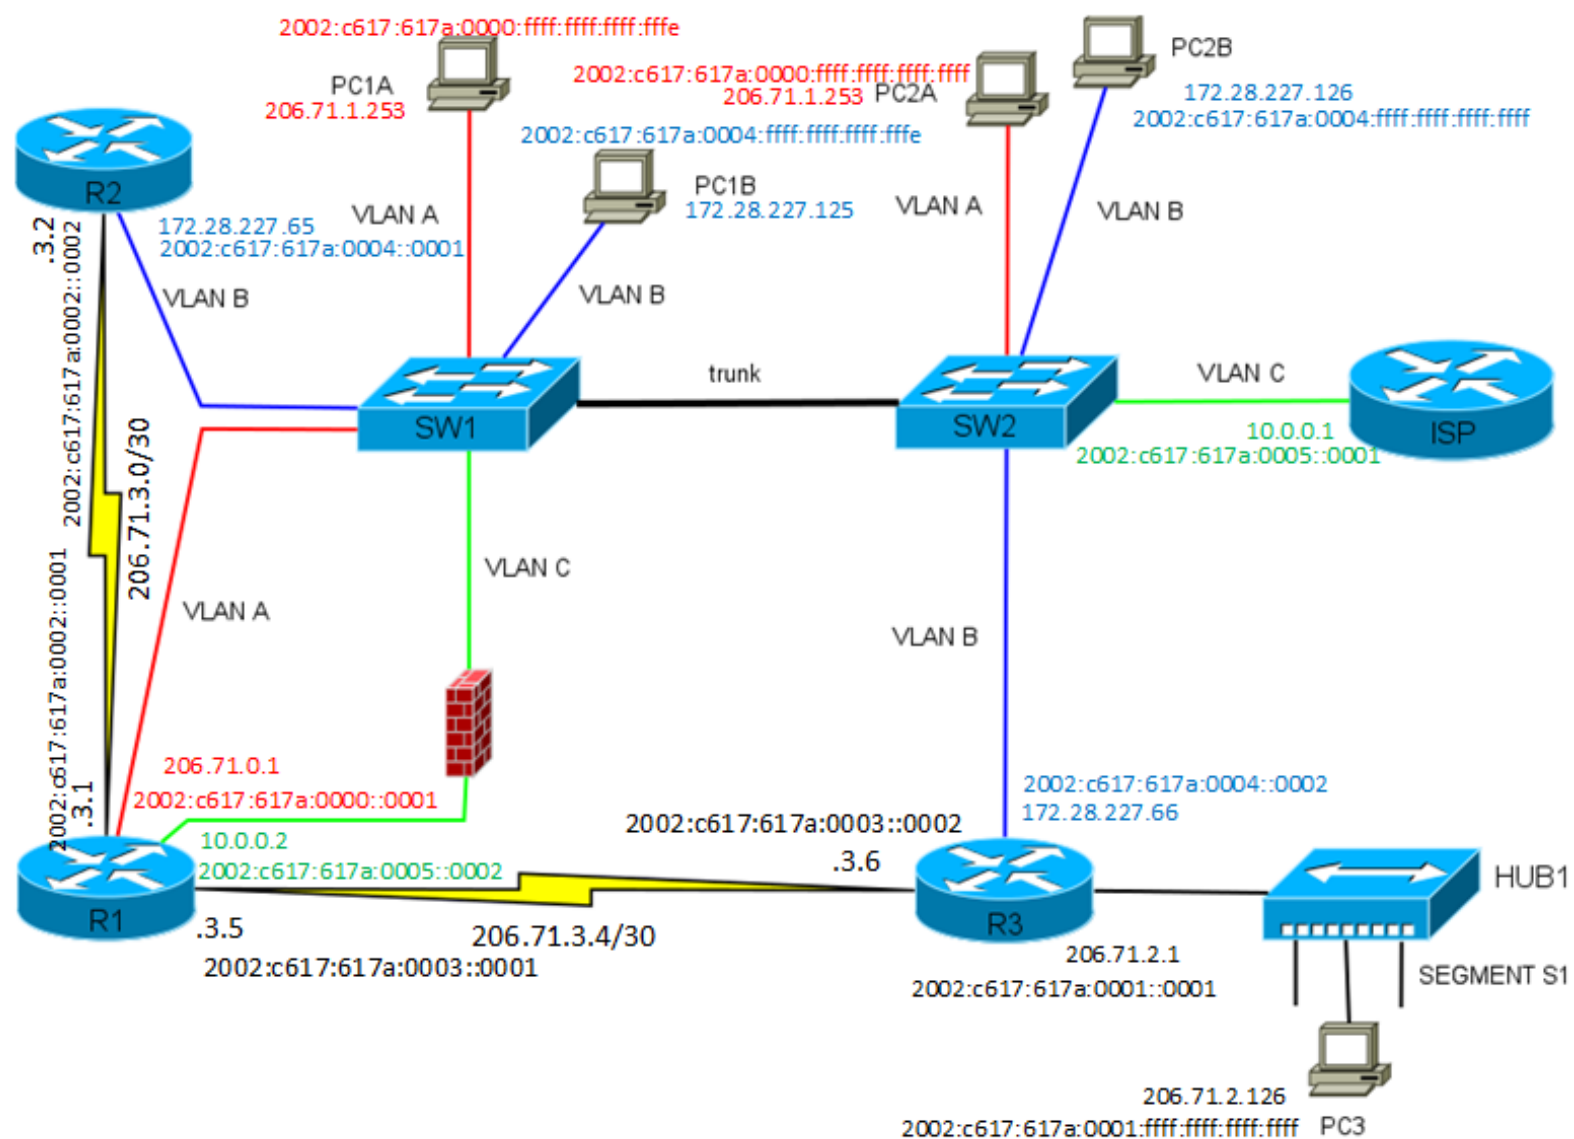 2002:c617:617a:0000:ffff:ffff:ffff:fffe
PC1A
206.71.1.253
2002:c617:617a:0000:ffff:ffff:ffff:ffff
206.71.1.253
PC2A
PC2B
172.28.227.126
2002:c617:617a:0004:ffff:ffff:ffff:ffff
2002:c617:617a:0004:ffff:ffff:ffff:fffe
PC1B
172.28.227.125
R2
VLAN A
VLAN A
VLAN B
172.28.227.65
2002:c617:617a:0004::0001
.3.2
2002:c617:617a:0002::0002
VLAN B
VLAN B
trunk
VLAN C
SW1
SW2
ISP
10.0.0.1
2002:c617:617a:0005::0001
206.71.3.0/30
VLAN C
VLAN A
VLAN B
2002:c617:617a:0002::0001
.3.1
206.71.0.1
2002:c617:617a:0000::0001
10.0.0.2
2002:c617:617a:0005::0002
2002:c617:617a:0004::0002
172.28.227.66
2002:c617:617a:0003::0002
.3.6
R1
R3
HUB1
.3.5
206.71.3.4/30
2002:c617:617a:0003::0001
206.71.2.1
2002:c617:617a:0001::0001
SEGMENT S1
206.71.2.126
2002:c617:617a:0001:ffff:ffff:ffff:ffff
PC3